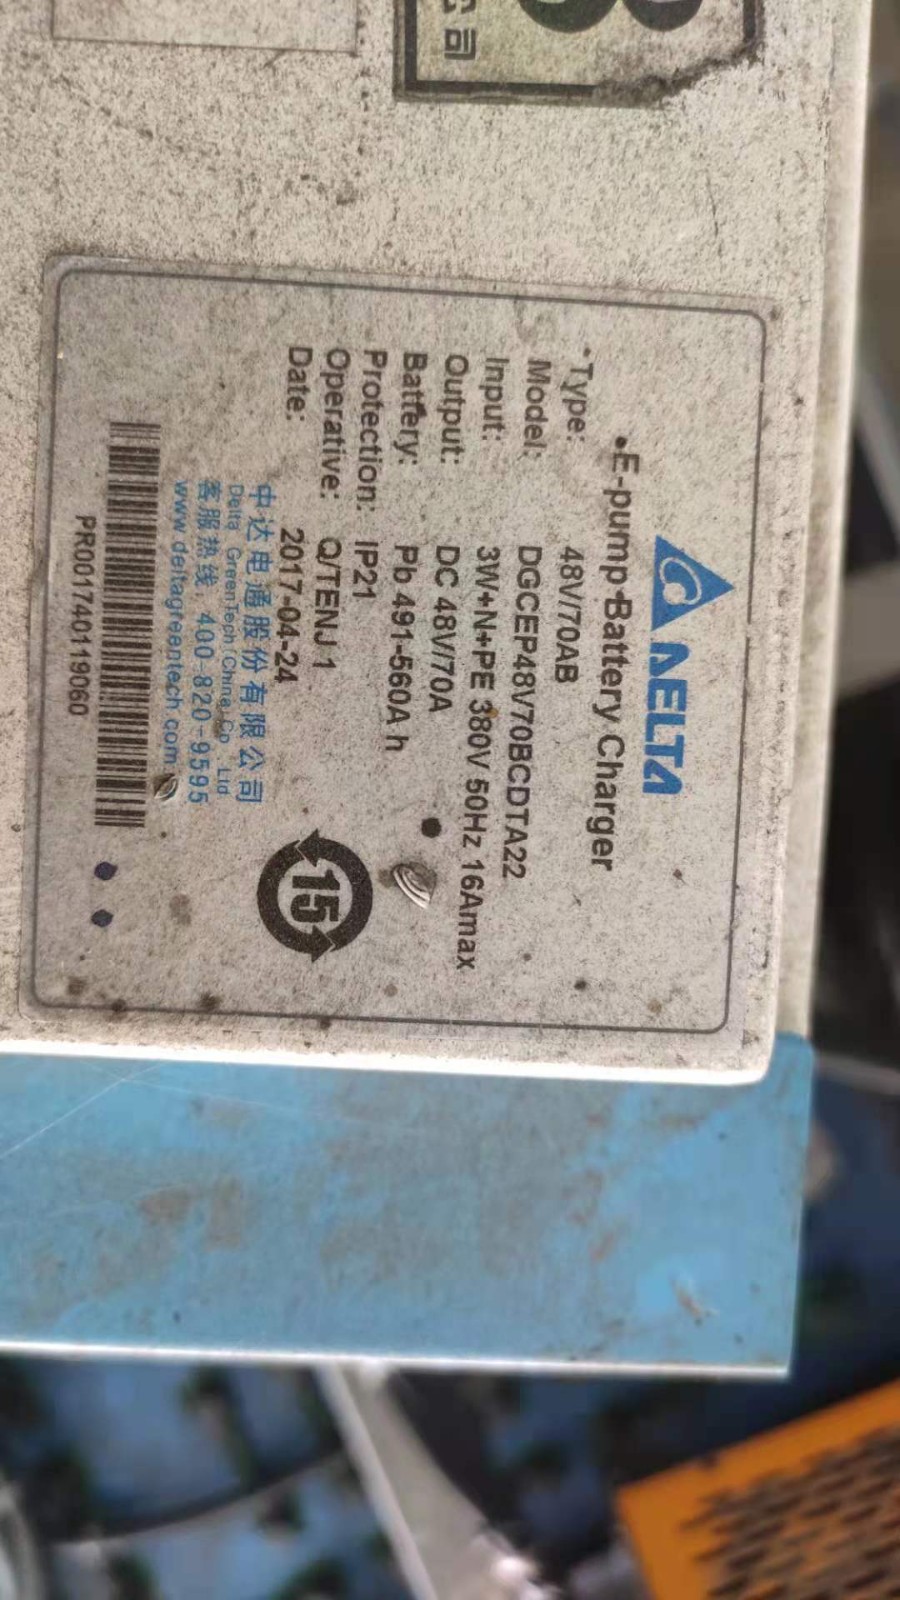 司
DELTA
E-pump Battery Charger
Type: 48V/70AB
Model: DGCEP48V70BCDTA22
Input: 3W+N+PE 380V 50Hz 16Amax
Output: DC 48V/70A
Battery: Pb 491-560A h
Protection: IP21
Operative: Q/TENJ 1
Date: 2017-04-24
15
中达电通股份有限公司
Delta GreenTech(China)Co Ltd
客服热线 400-820-9595
www.deltagreentech.com
PR001740119060